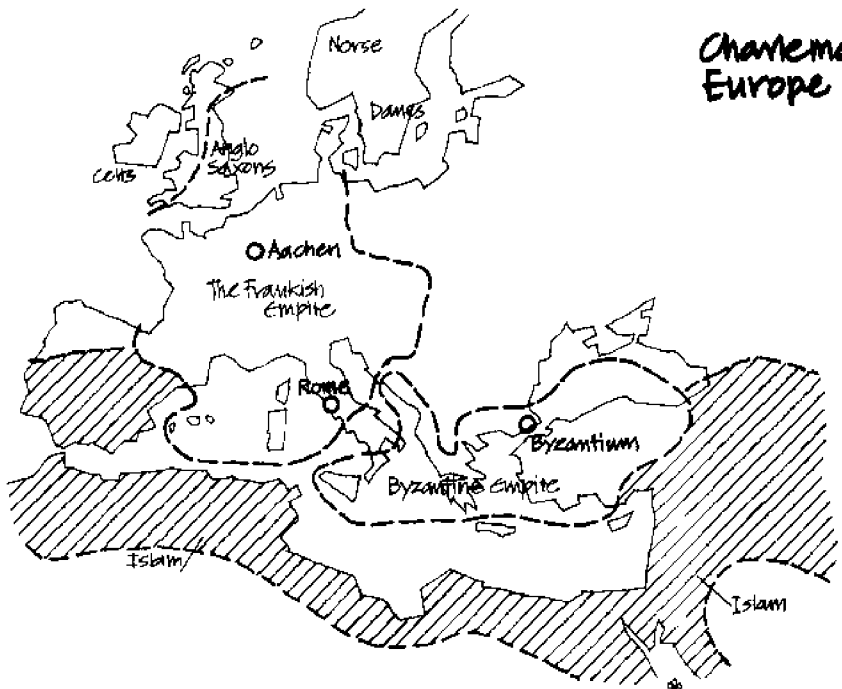 Norse
Charlema
Europe
Danes
Anglo
Saxons
Celts
Aachen
The Frankish
Empire
Rome
Byzantium
Byzantine Empire
Islam
Islam